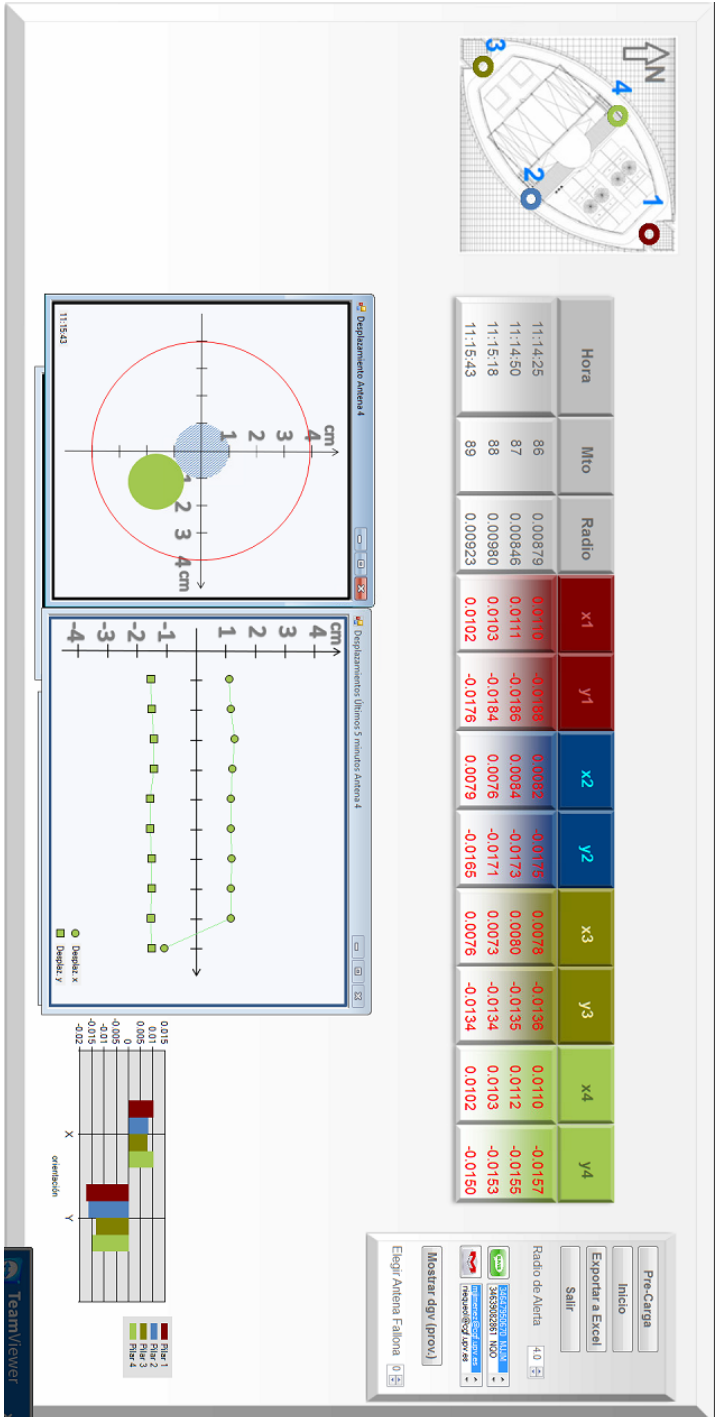 N
3
4
2
1
Hora Mto Radio x1 y1 x2 y2 x3 y3 x4 y4
11:14:25 86 0.00879 0.0110 -0.0188 0.0082 -0.0175 0.0078 -0.0136 0.0110 -0.0157
11:14:50 87 0.00846 0.0111 -0.0186 0.0084 -0.0173 0.0080 -0.0135 0.0112 -0.0155
11:15:18 88 0.00980 0.0103 -0.0184 0.0076 -0.0171 0.0073 -0.0134 0.0103 -0.0153
11:15:43 89 0.00923 0.0102 -0.0176 0.0079 -0.0165 0.0076 -0.0134 0.0102 -0.0150
Pre-Carga
Inicio
Exportar a Excel
Salir
Radio de Alerta 4.0
34639082861 NGO
Mostrar dgv (prov.)
Elegir Antena Fallona 0
Desplazamiento Antena 4
cm
4
3
2
1
1 2 3 4 cm
11:15:43
Desplazamientos Últimos 5 minutos Antena 4
cm
4
3
2
1
-1
-2
-3
-4
Desplaz. x
Desplaz. y
0.015
0.01
0.005
0
-0.005
-0.01
-0.015
-0.02
X Y
orientación
Pilar 1
Pilar 2
Pilar 3
Pilar 4
TeamViewer